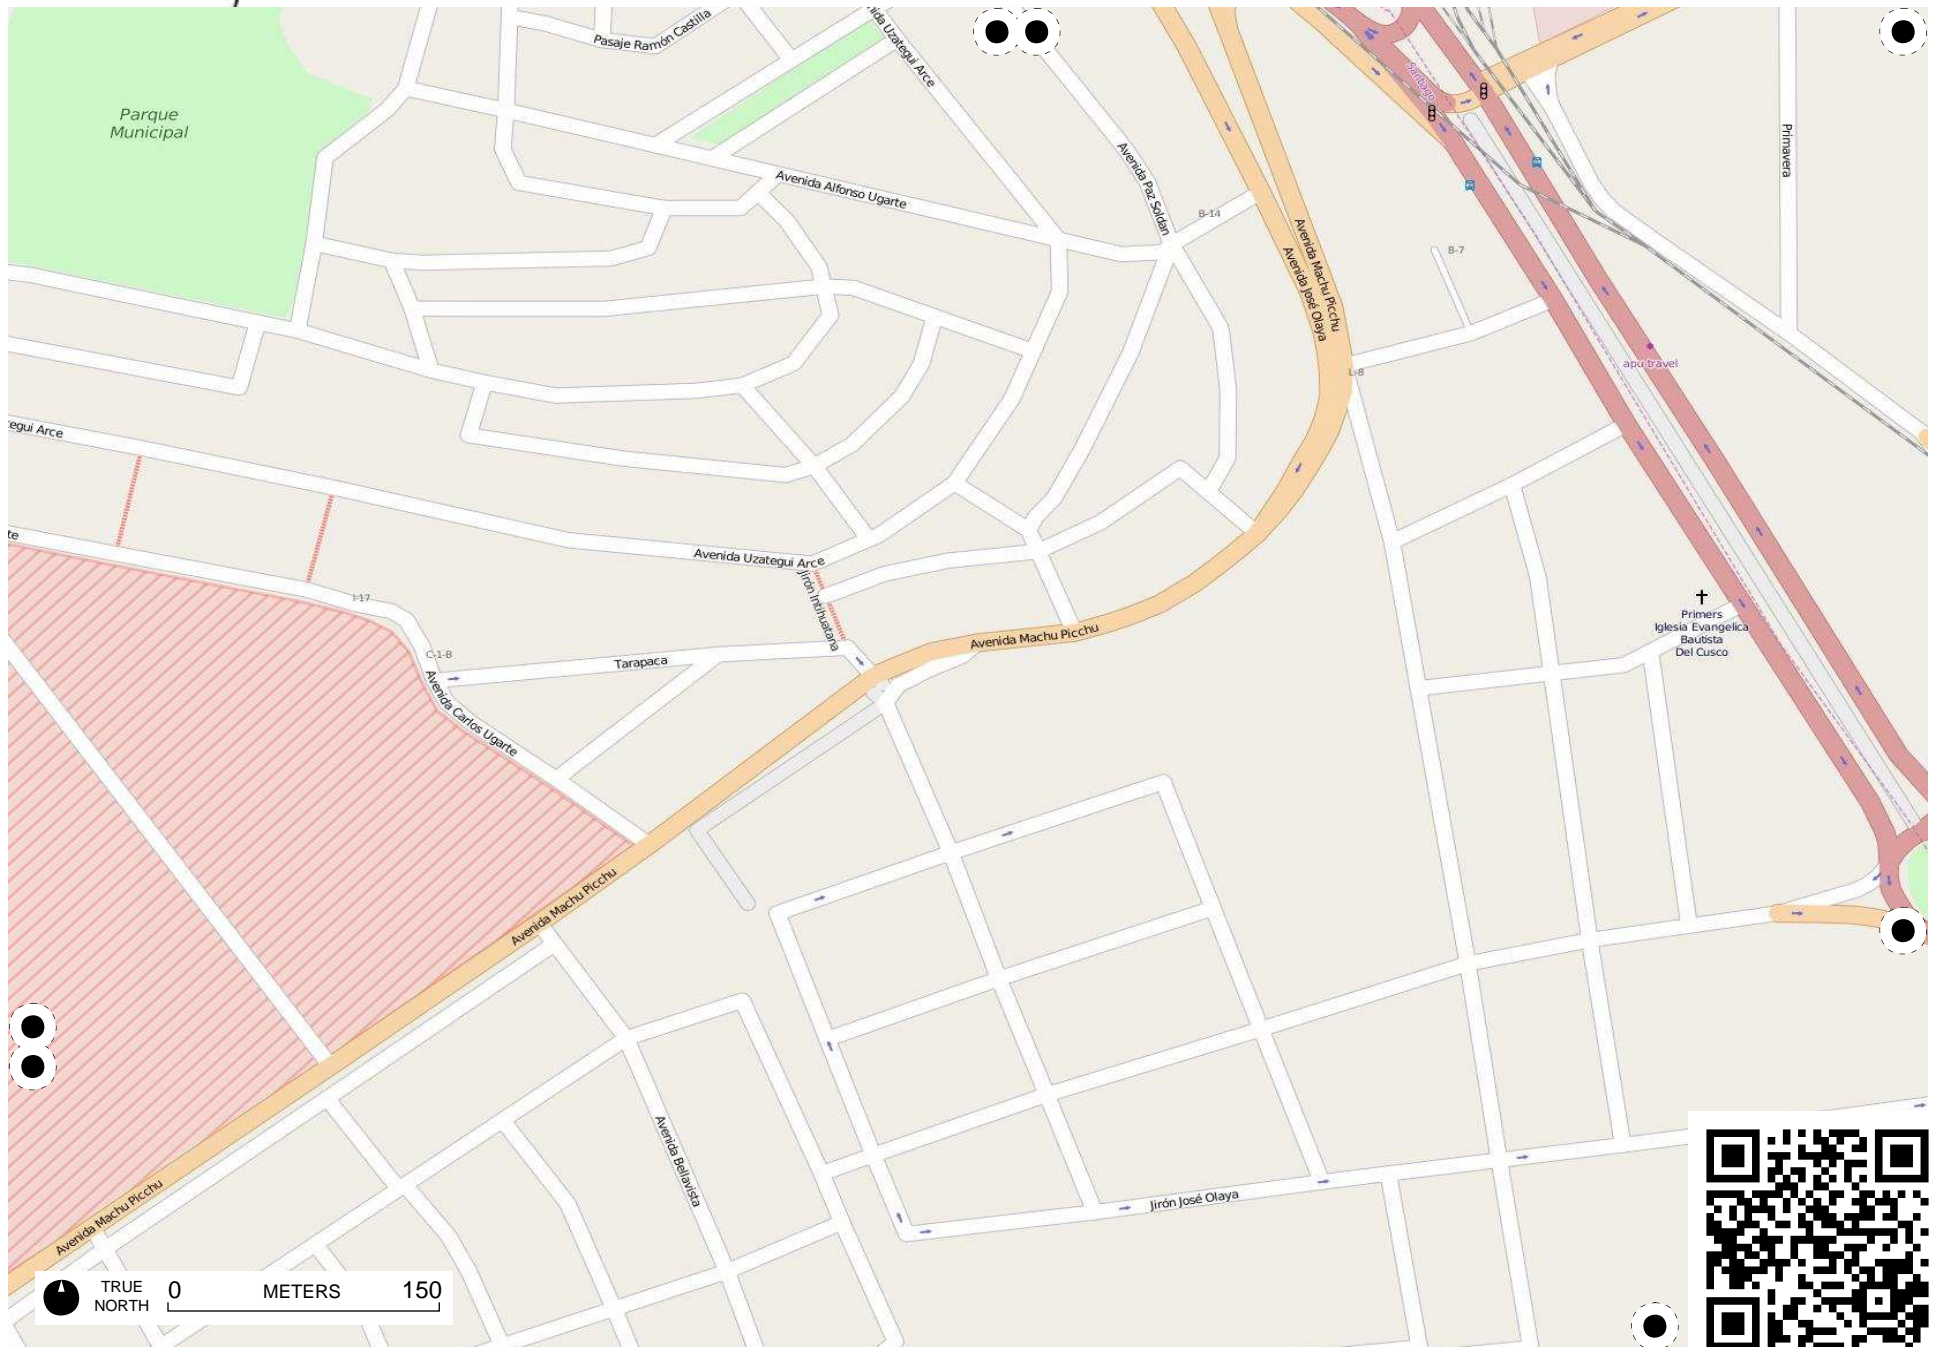 Pasaje Ramón Castilla
nida Uzategui Arce
Parque
Municipal
Santiago
Primavera
Avenida Alfonso Ugarte
Avenida Paz Soldan
B-14
Avenida Machu Picchu
Avenida José Olaya
B-7
apu travel
L-8
egui Arce
te
Avenida Uzategui Arce
Jirón Intihuatana
I-17
Primers
Iglesia Evangelica
Bautista
Del Cusco
Avenida Machu Picchu
C-1-B
Tarapaca
Avenida Carlos Ugarte
Avenida Machu Picchu
Avenida Bellavista
Avenida Machu Picchu
Jirón José Olaya
TRUE
NORTH
0 METERS 150